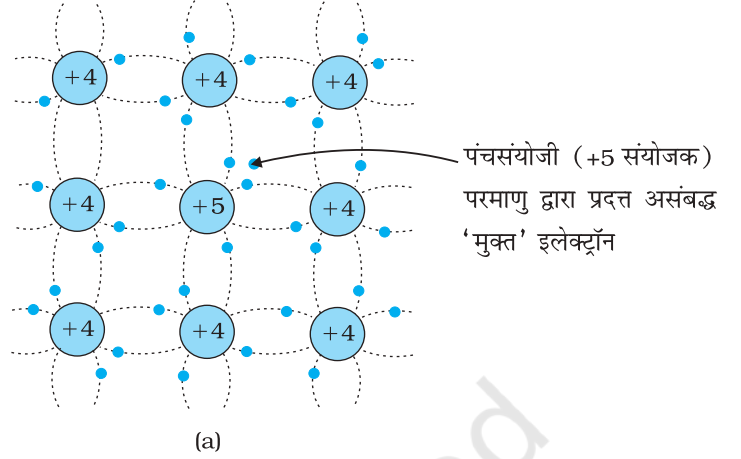 +4 +4 +4
+4 +5 +4
+4 +4 +4
पंचसंयोजी (+5 संयोजक)
परमाणु द्वारा प्रदत्त असंबद्ध
‘मुक्त’ इलेक्ट्रॉन
(a)